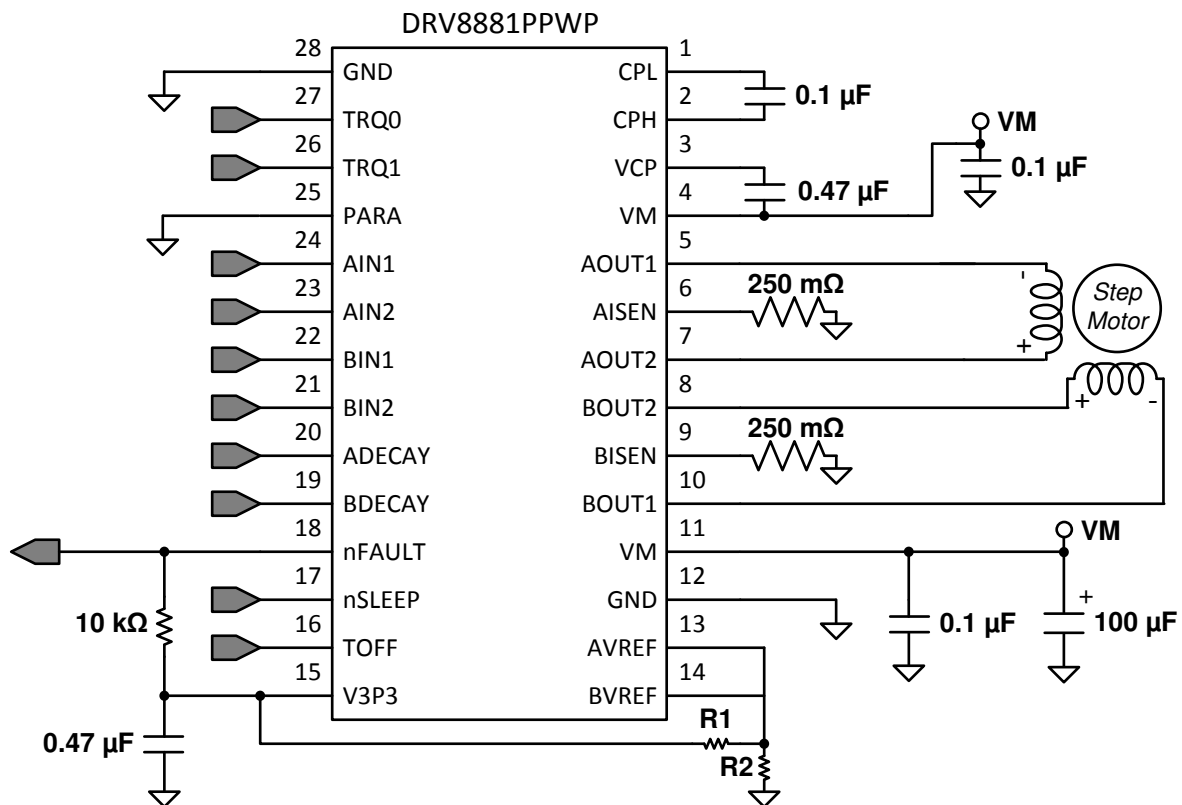 DRV8881PPWP
28 GND CPL 1
27 TRQ0 CPH 2
26 TRQ1 VCP 3
25 PARA VM 4
24 AIN1 AOUT1 5
23 AIN2 AISEN 6
22 BIN1 AOUT2 7
21 BIN2 BOUT2 8
20 ADECAY BISEN 9
19 BDECAY BOUT1 10
18 nFAULT VM 11
17 nSLEEP GND 12
16 TOFF AVREF 13
15 V3P3 BVREF 14
0.1 µF
VM
0.1 µF
0.47 µF
250 mΩ
-
+
Step
Motor
+ -
250 mΩ
VM
+
0.1 µF
100 µF
10 kΩ
0.47 µF
R1
R2